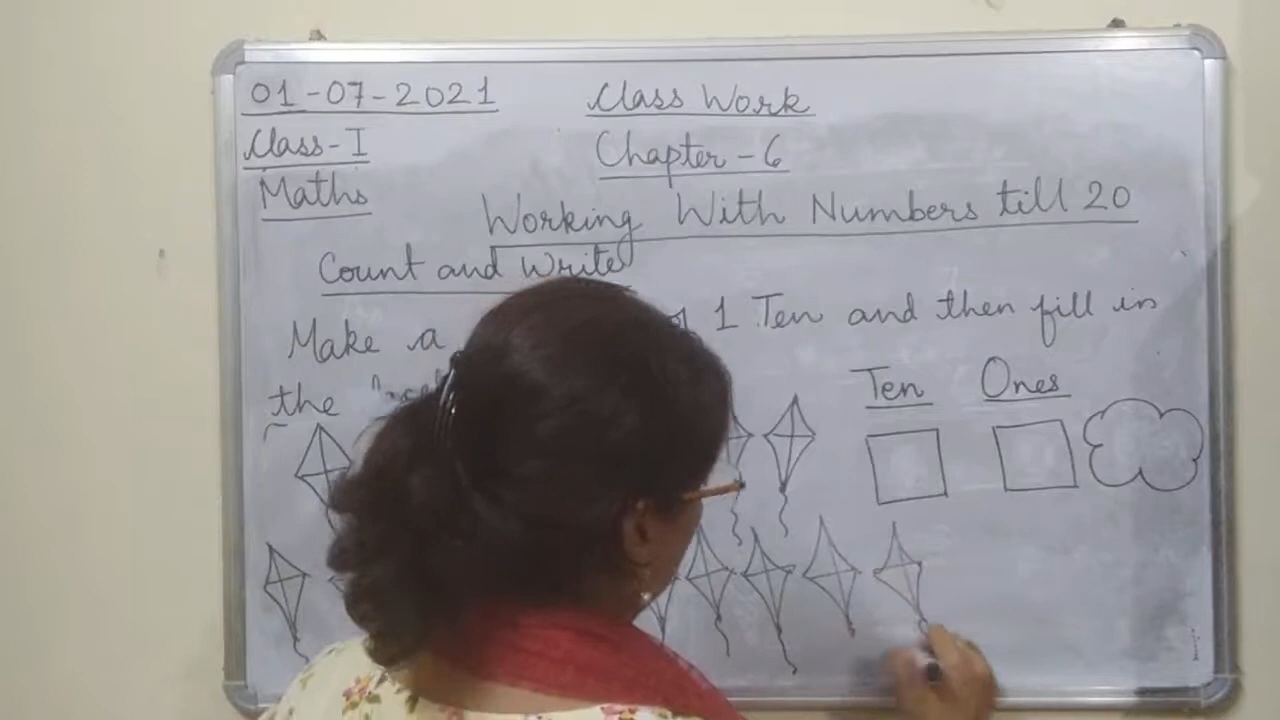 01-07-2021 Class Work
Class-I Chapter-6
Maths
Working With Numbers till 20
Count and Write
Make a 1 Ten and then fill in
the
Ten Ones